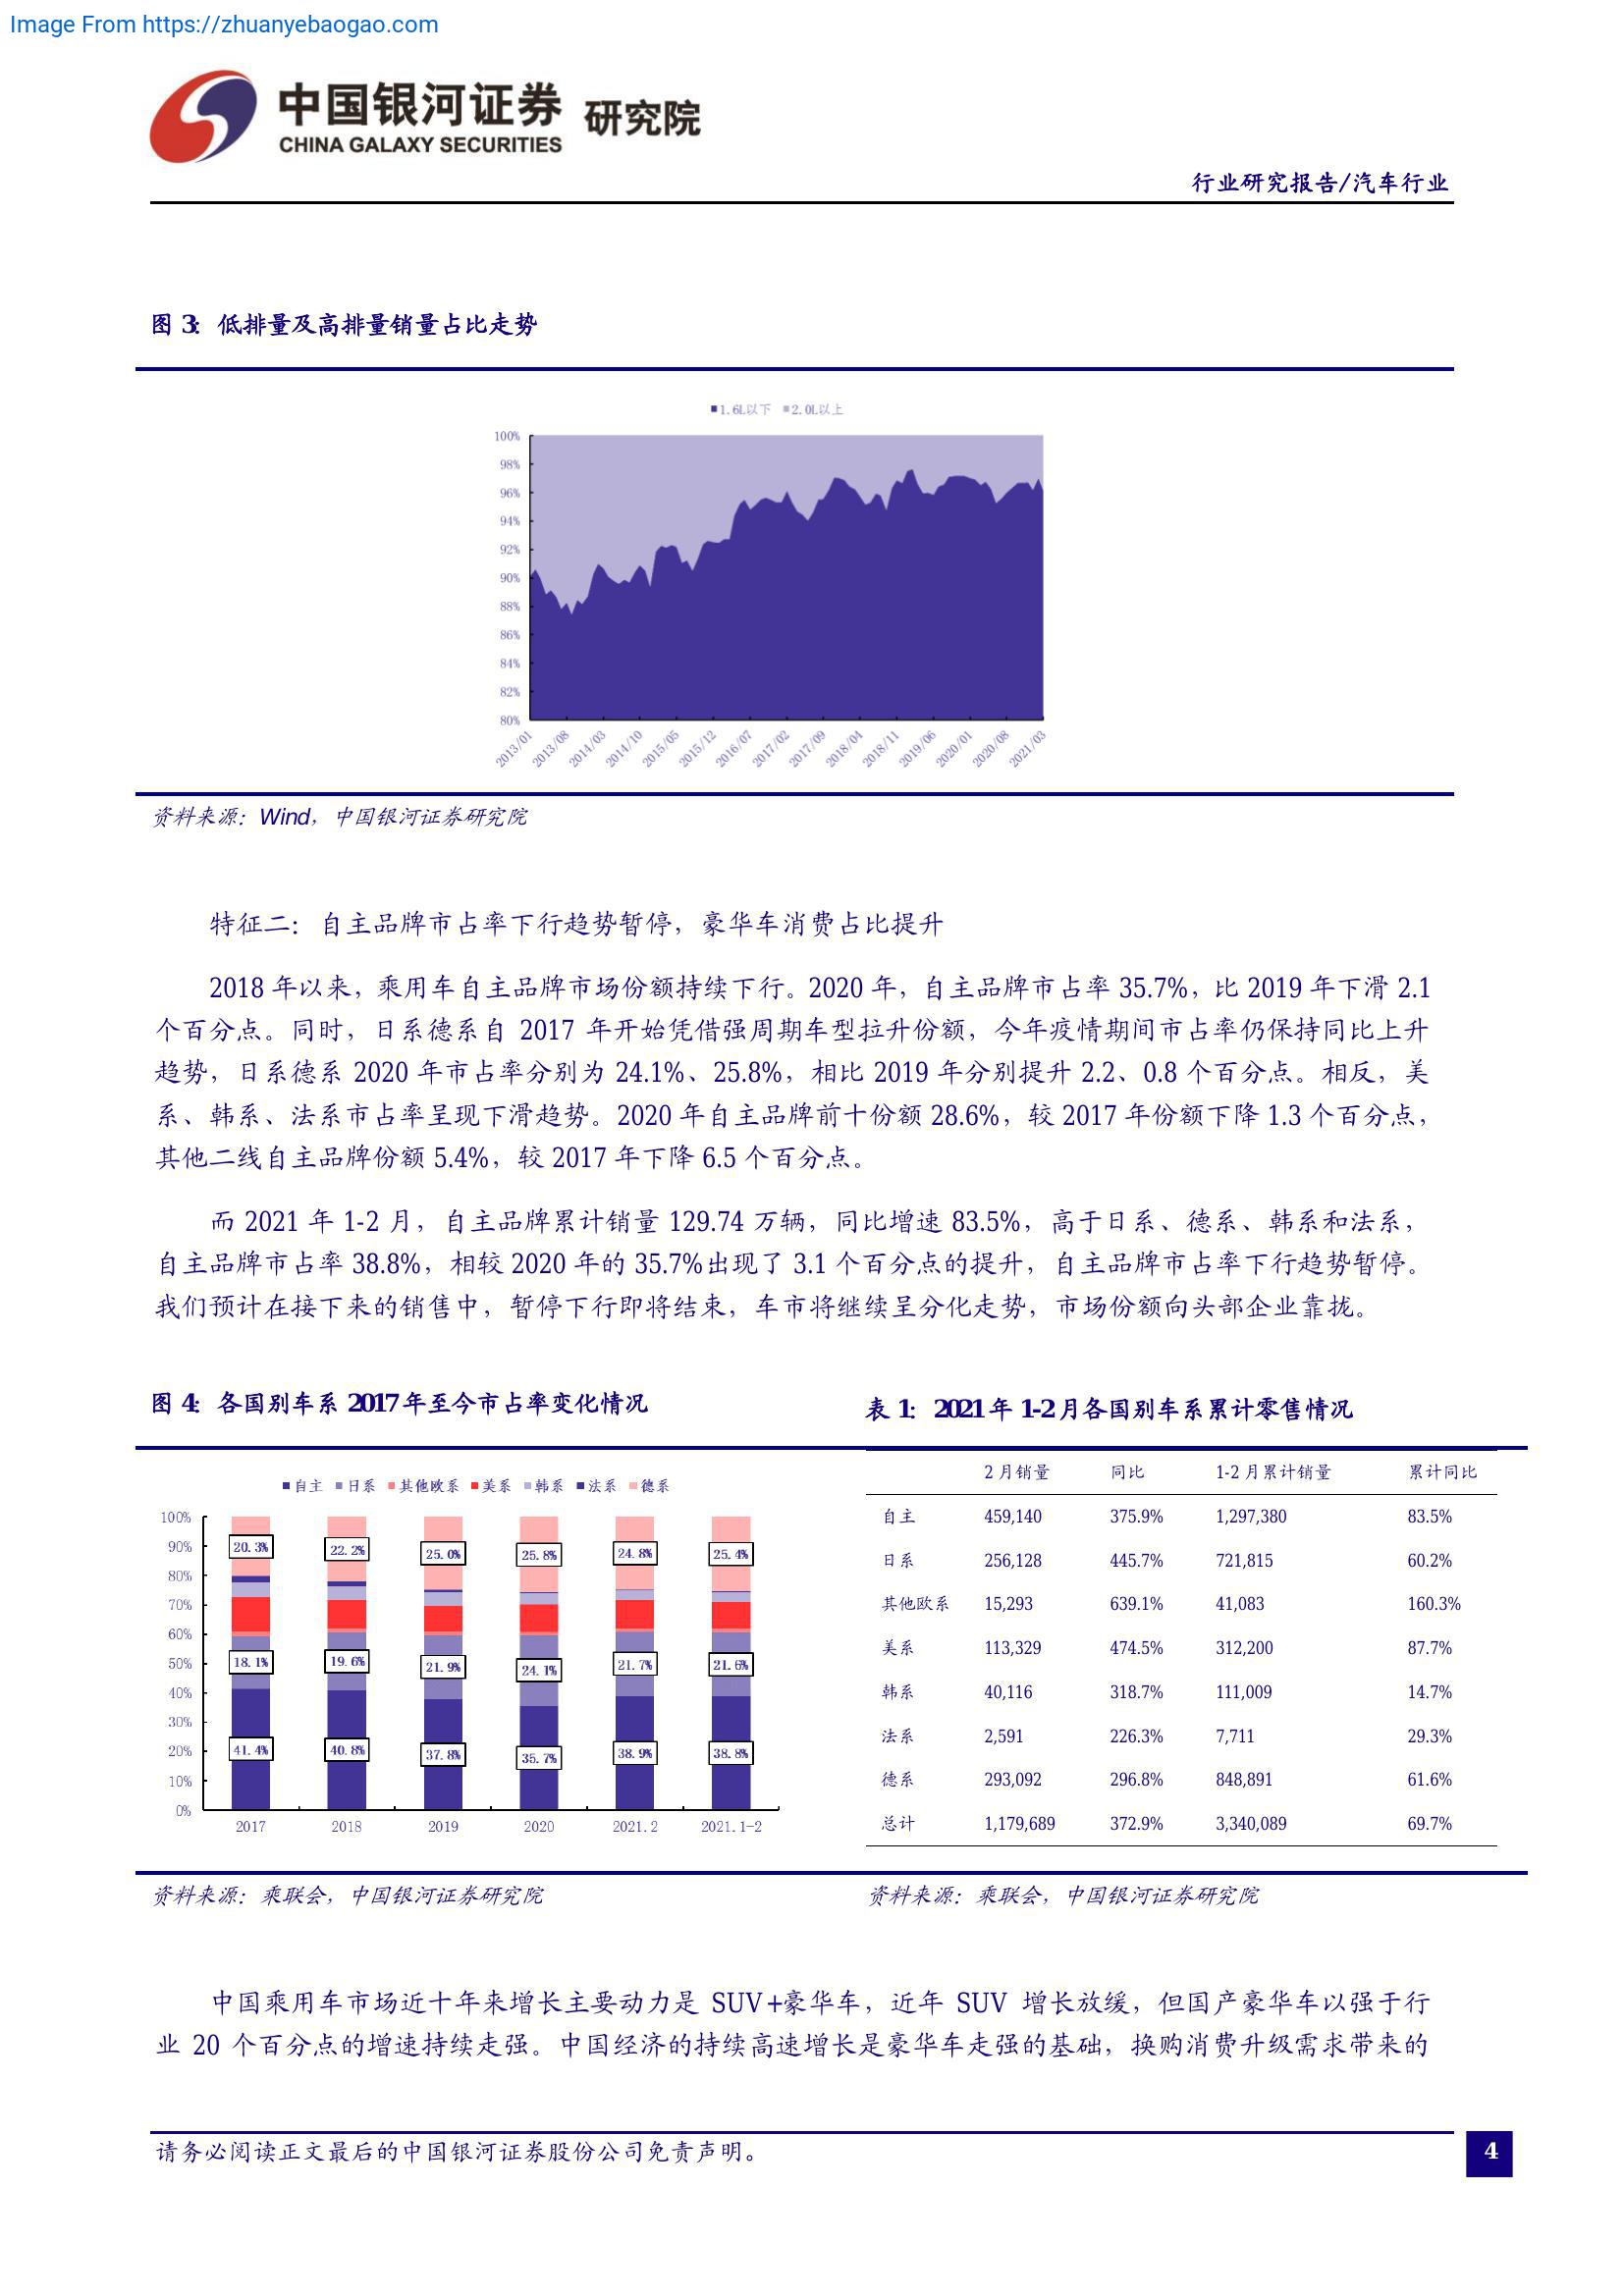 Image From https://zhuanyebaogao.com
中国银河证券 研究院
CHINA GALAXY SECURITIES
行业研究报告/汽车行业
图 3: 低排量及高排量销量占比走势
1.6L以下 2.0L以上
100%
98%
96%
94%
92%
90%
88%
86%
84%
82%
80%
2013/01 2013/08 2014/03 2014/10 2015/05 2015/12 2016/07 2017/02 2017/09 2018/04 2018/11 2019/06 2020/01 2020/08 2021/03
资料来源：Wind，中国银河证券研究院
特征二：自主品牌市占率下行趋势暂停，豪华车消费占比提升
2018 年以来，乘用车自主品牌市场份额持续下行。2020 年，自主品牌市占率 35.7%，比 2019 年下滑 2.1
个百分点。同时，日系德系自 2017 年开始凭借强周期车型拉升份额，今年疫情期间市占率仍保持同比上升
趋势，日系德系 2020 年市占率分别为 24.1%、25.8%，相比 2019 年分别提升 2.2、0.8 个百分点。相反，美
系、韩系、法系市占率呈现下滑趋势。2020 年自主品牌前十份额 28.6%，较 2017 年份额下降 1.3 个百分点，
其他二线自主品牌份额 5.4%，较 2017 年下降 6.5 个百分点。
而 2021 年 1-2 月，自主品牌累计销量 129.74 万辆，同比增速 83.5%，高于日系、德系、韩系和法系，
自主品牌市占率 38.8%，相较 2020 年的 35.7%出现了 3.1 个百分点的提升，自主品牌市占率下行趋势暂停。
我们预计在接下来的销售中，暂停下行即将结束，车市将继续呈分化走势，市场份额向头部企业靠拢。
图 4: 各国别车系 2017 年至今市占率变化情况
自主 日系 其他欧系 美系 韩系 法系 德系
100%
90%
80%
70%
60%
50%
40%
30%
20%
10%
0%
20.3% 22.2% 25.0% 25.8% 24.8% 25.4%
18.1% 19.6% 21.9% 24.1% 21.7% 21.6%
41.4% 40.8% 37.8% 35.7% 38.9% 38.8%
2017 2018 2019 2020 2021.2 2021.1-2
资料来源：乘联会，中国银河证券研究院
表 1: 2021 年 1-2 月各国别车系累计零售情况
2 月销量 同比 1-2 月累计销量 累计同比
自主 459,140 375.9% 1,297,380 83.5%
日系 256,128 445.7% 721,815 60.2%
其他欧系 15,293 639.1% 41,083 160.3%
美系 113,329 474.5% 312,200 87.7%
韩系 40,116 318.7% 111,009 14.7%
法系 2,591 226.3% 7,711 29.3%
德系 293,092 296.8% 848,891 61.6%
总计 1,179,689 372.9% 3,340,089 69.7%
资料来源：乘联会，中国银河证券研究院
中国乘用车市场近十年来增长主要动力是 SUV+豪华车，近年 SUV 增长放缓，但国产豪华车以强于行
业 20 个百分点的增速持续走强。中国经济的持续高速增长是豪华车走强的基础，换购消费升级需求带来的
请务必阅读正文最后的中国银河证券股份公司免责声明。
4